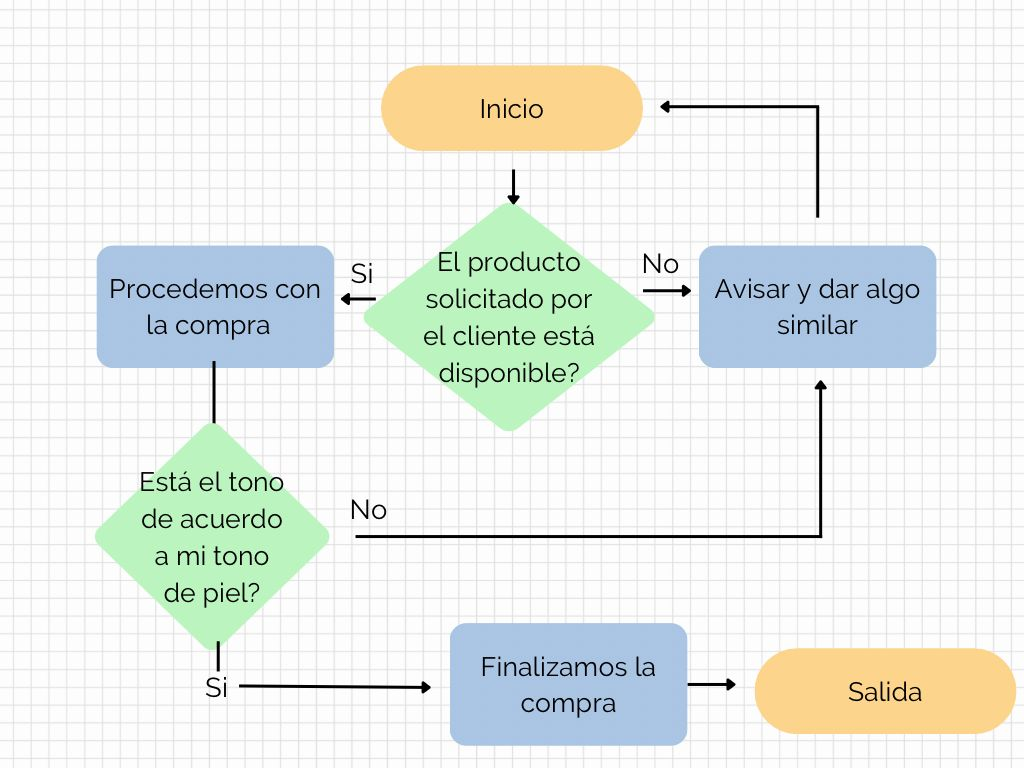 Inicio
Si
No
Procedemos con
la compra
El producto
solicitado por
el cliente está
disponible?
Avisar y dar algo
similar
Está el tono
de acuerdo
a mi tono
de piel?
No
Si
Finalizamos la
compra
Salida